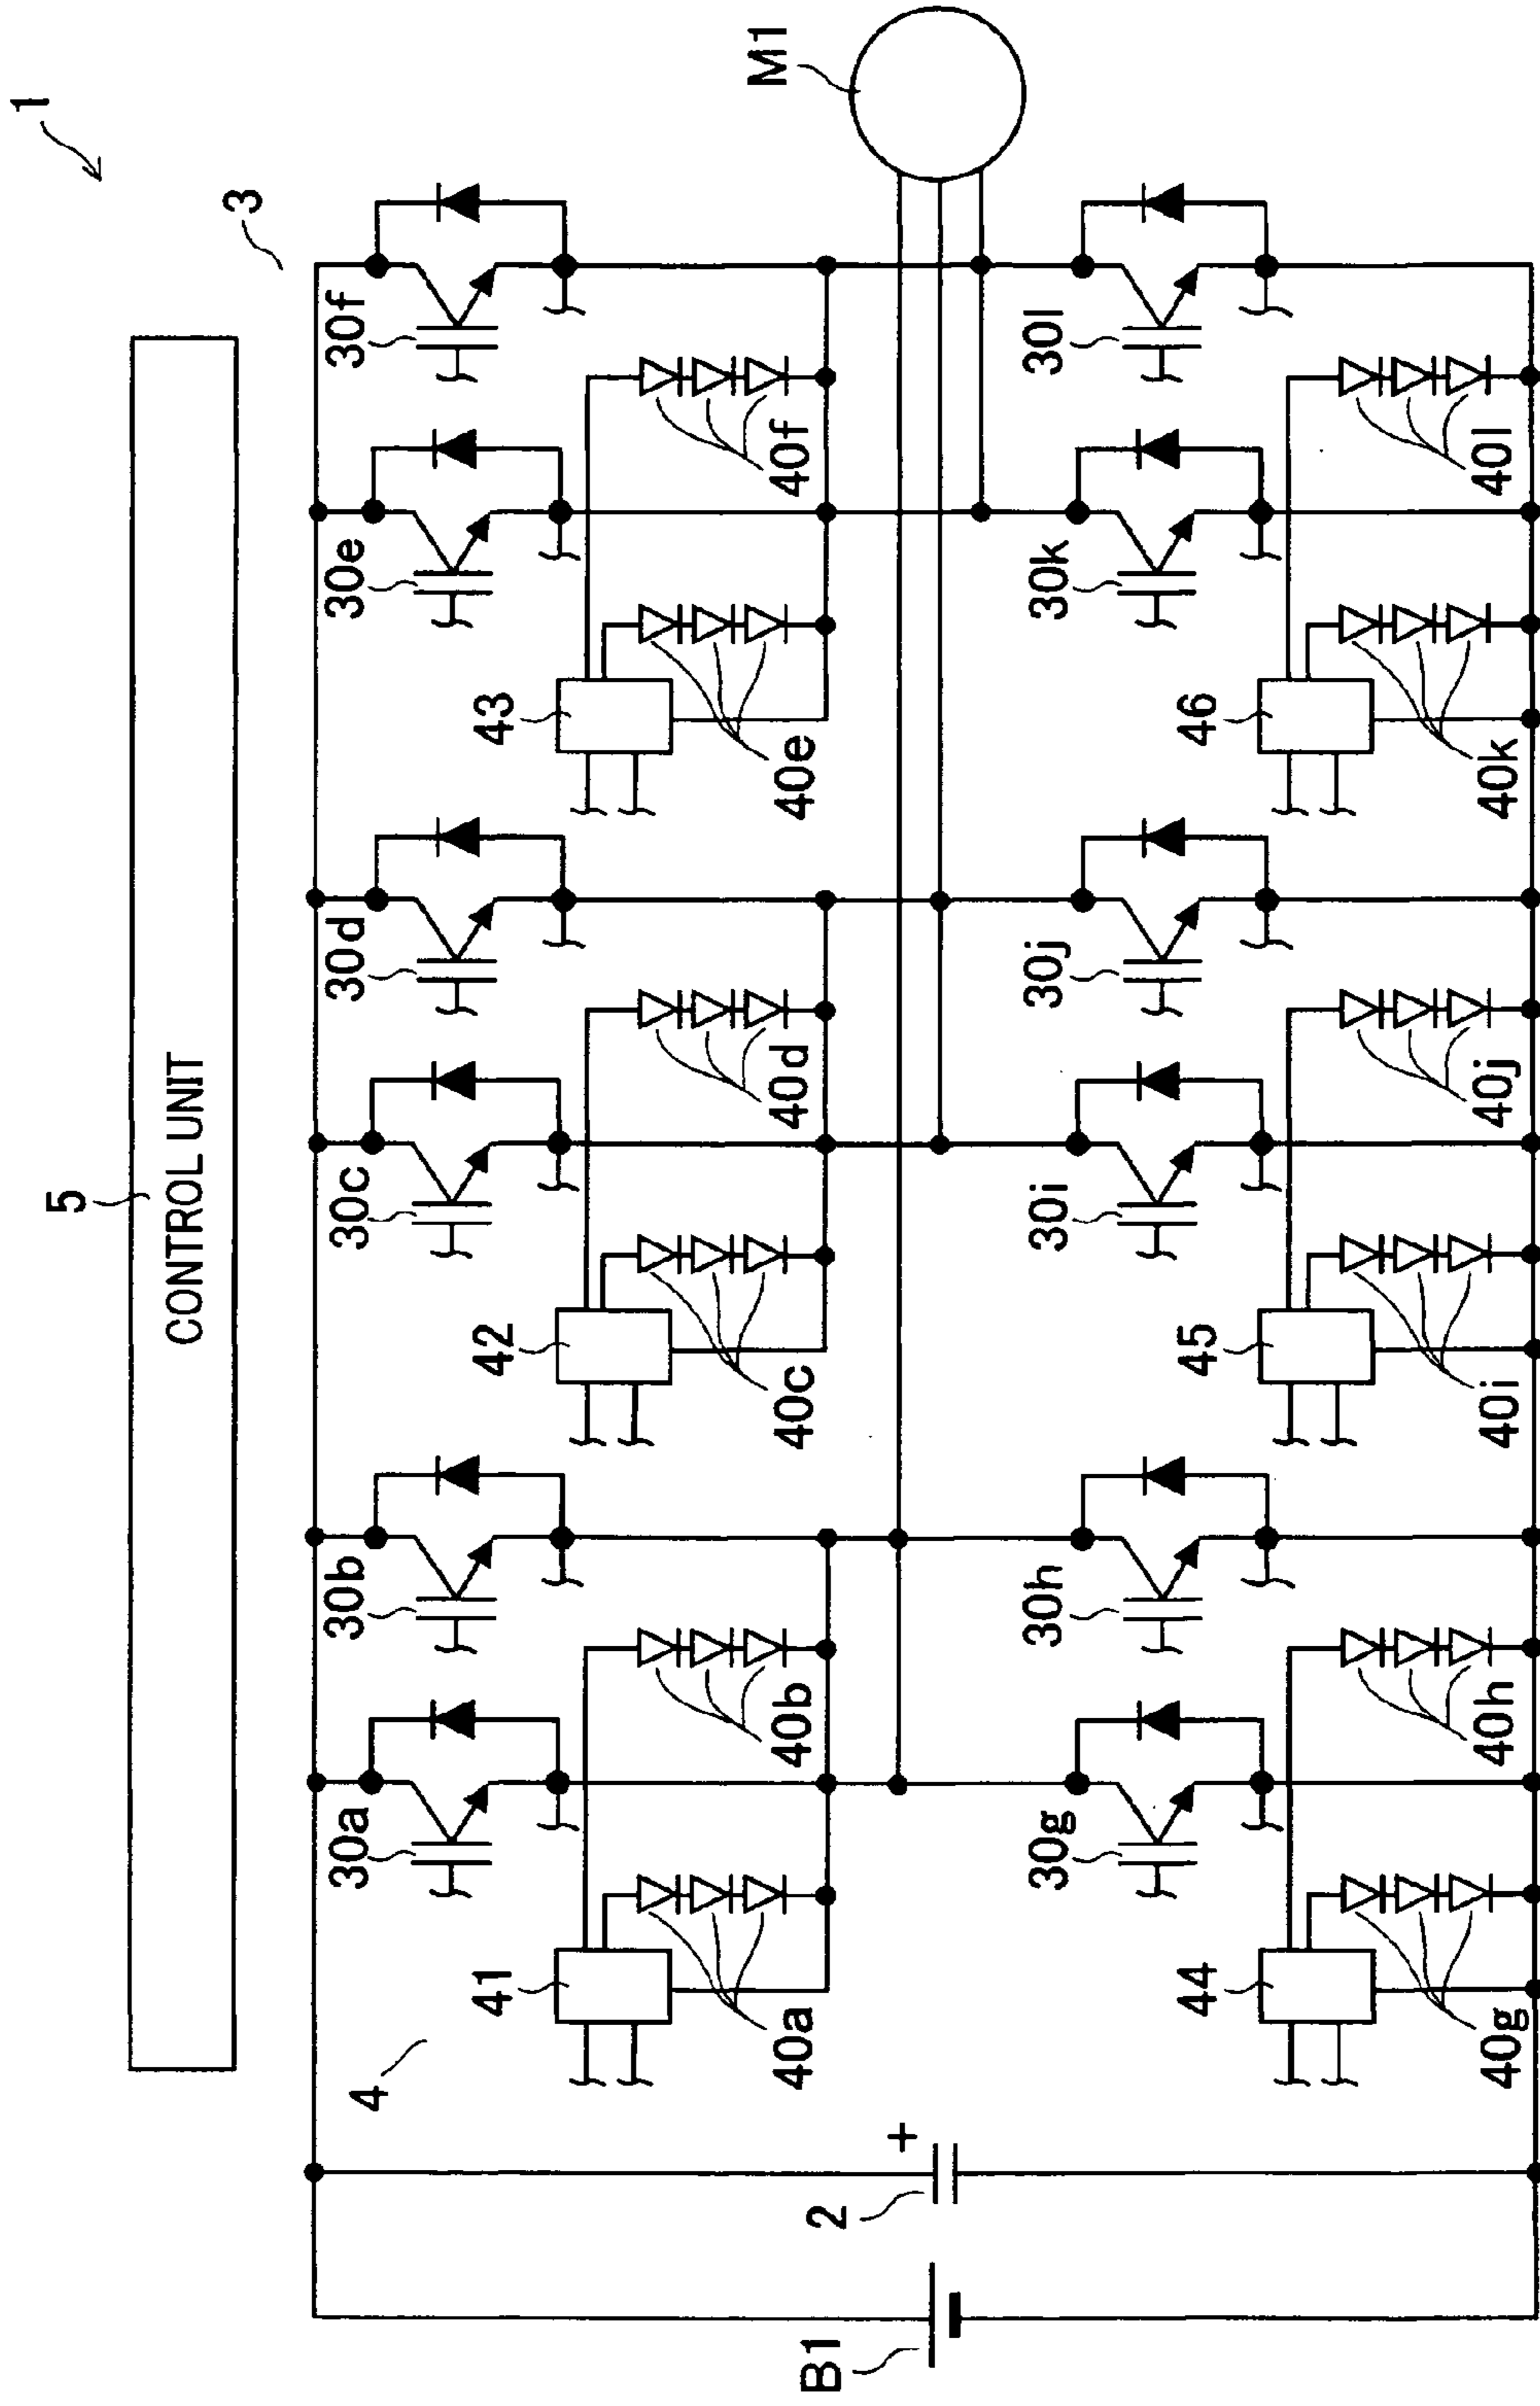 1
5
CONTROL UNIT
3
4
30a
30b
30c
30d
30e
30f
41
42
43
40a
40b
40c
40d
40e
40f
M1
B1
2
+
30g
30h
30i
30j
30k
30l
44
45
46
40g
40h
40i
40j
40k
40l